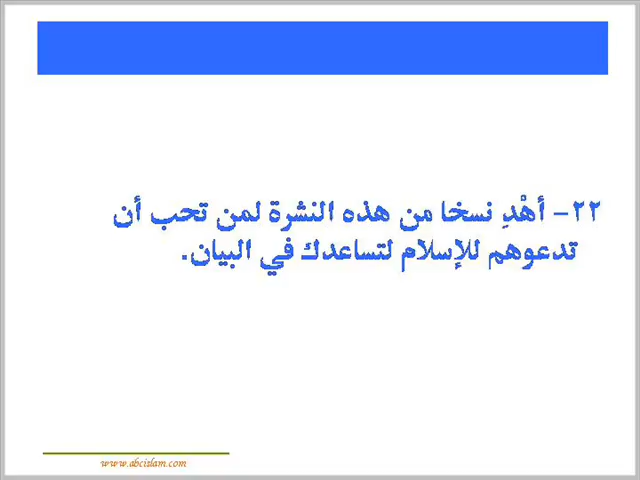 ٢٢- أهْدِ نسخا من هذه النشرة لمن تحب أن
تدعوهم للإسلام لتساعدك في البيان.
www.abcislam.com